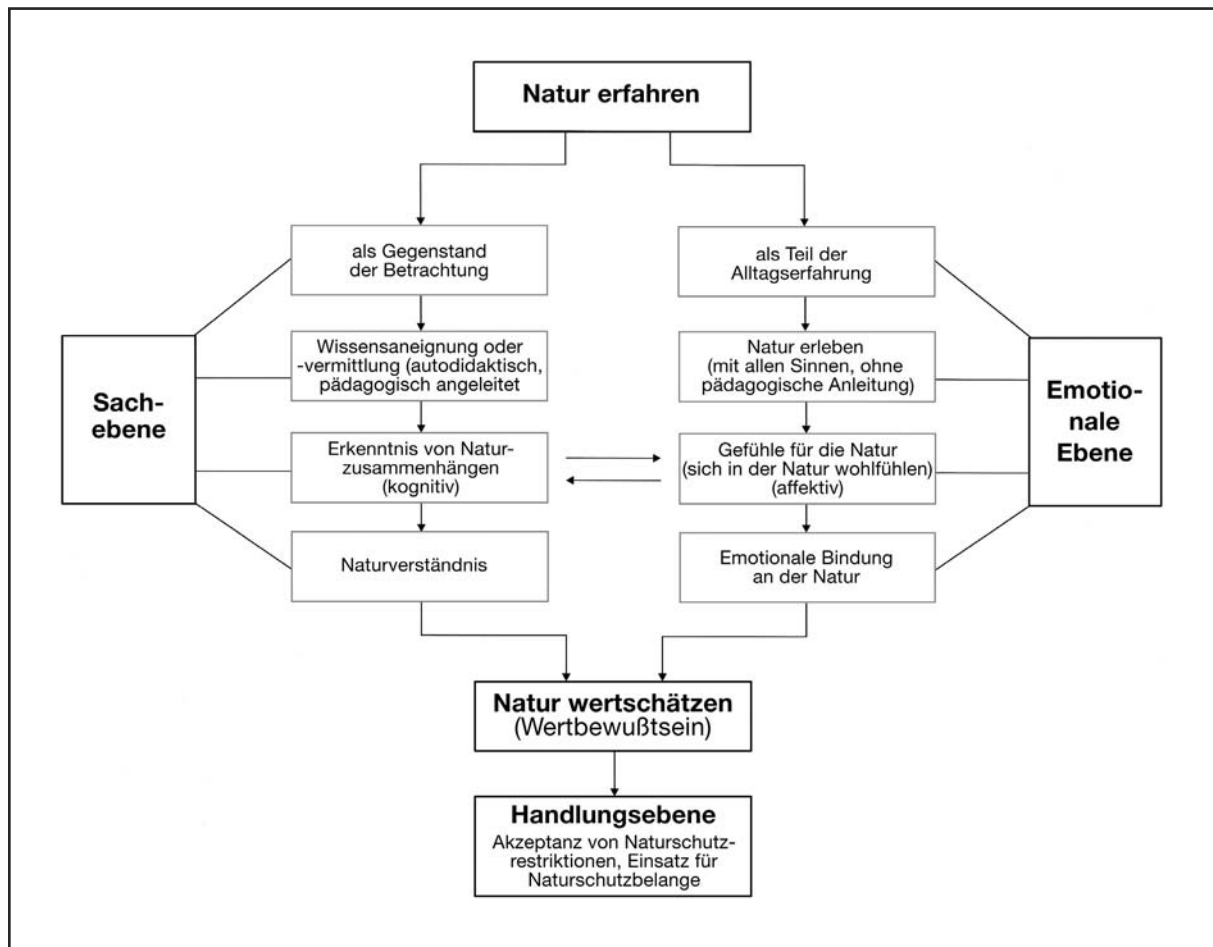 Natur erfahren
als Gegenstand
der Betrachtung
als Teil der
Alltagserfahrung
Wissensaneignung oder
-vermittlung (autodidaktisch,
pädagogisch angeleitet
Natur erleben
(mit allen Sinnen, ohne
pädagogische Anleitung)
Sach-
ebene
Emotio-
nale
Ebene
Erkenntnis von Natur-
zusammenhängen
(kognitiv)
Gefühle für die Natur
(sich in der Natur wohlfühlen)
(affektiv)
Naturverständnis
Emotionale Bindung
an der Natur
Natur wertschätzen
(Wertbewußtsein)
Handlungsebene
Akzeptanz von Naturschutz-
restriktionen, Einsatz für
Naturschutzbelange